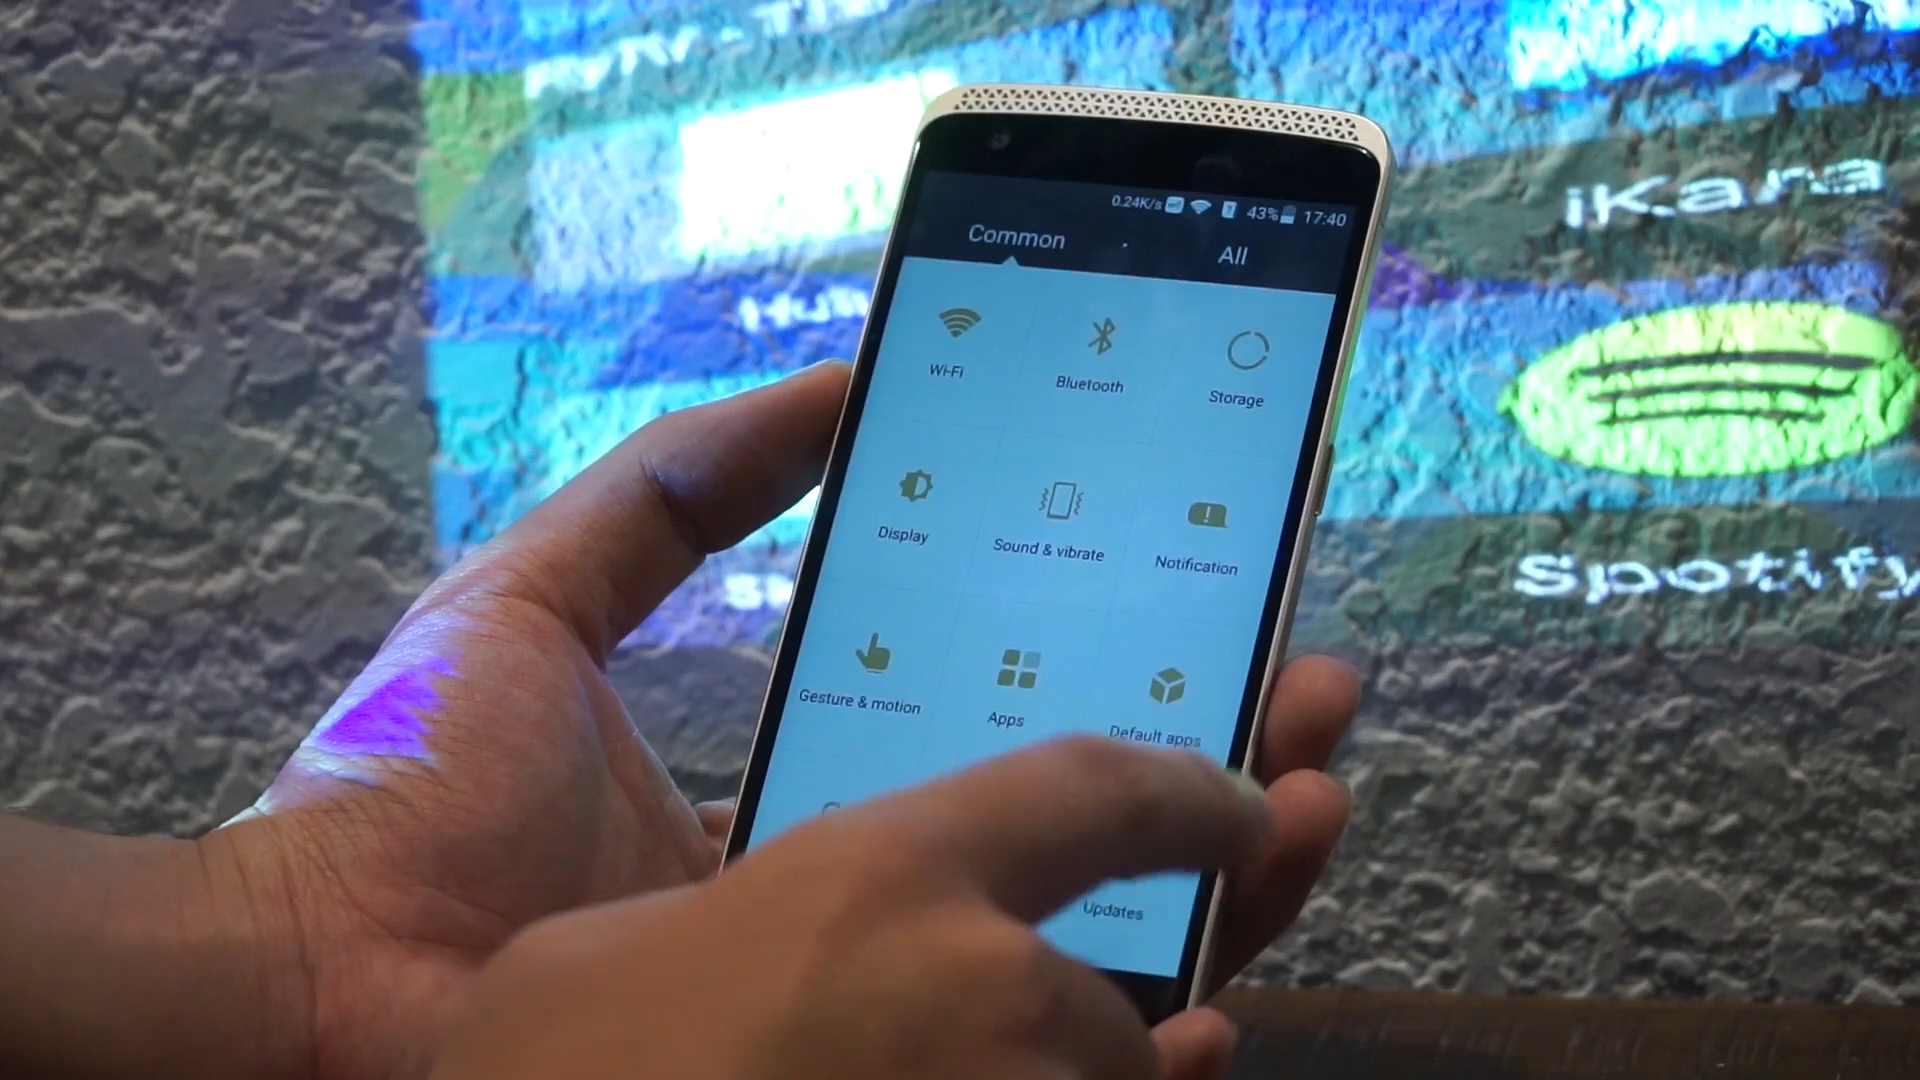 TV
iKara
Spotify
0.24K/s 43% 17:40
Common
All
Wi-Fi
Bluetooth
Storage
Display
Sound & vibrate
Notification
Gesture & motion
Apps
Default apps
Updates